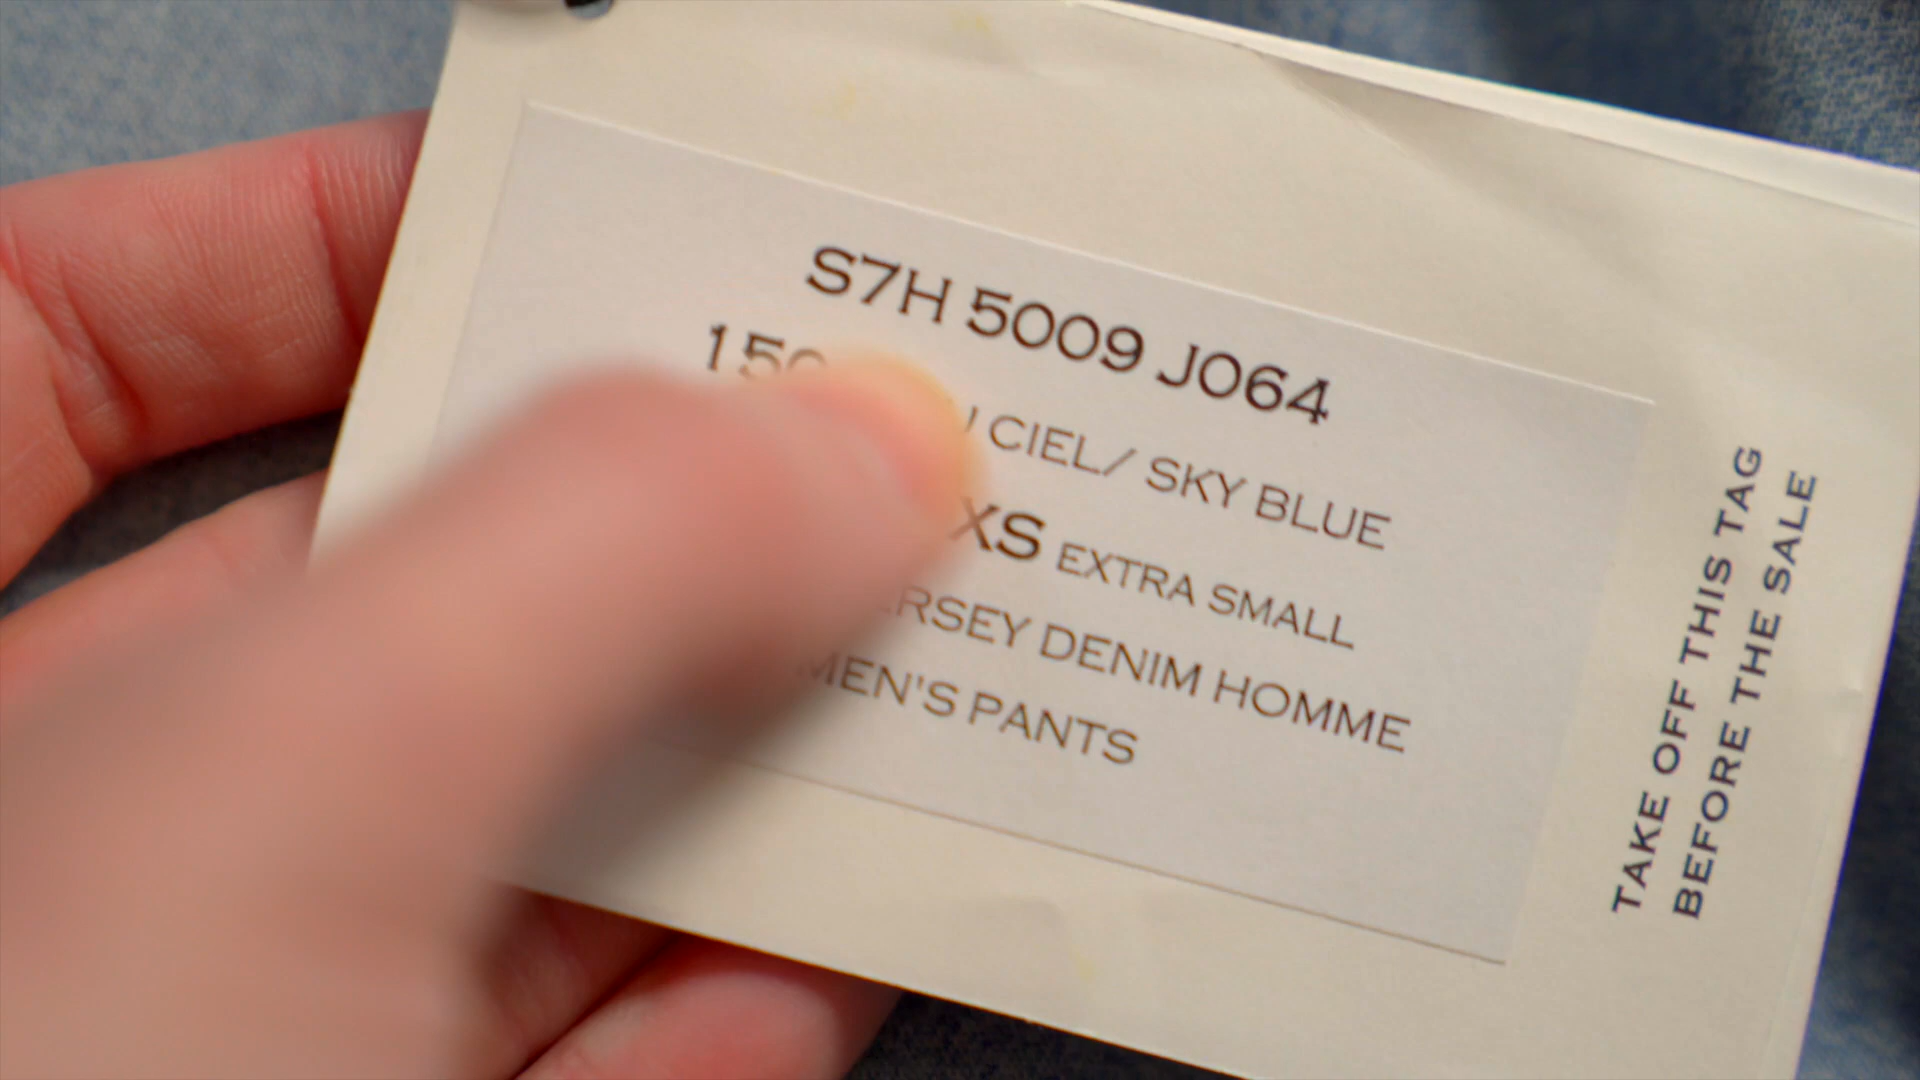 S7H 5009 J064
CIEL/ SKY BLUE
XS EXTRA SMALL
DENIM HOMME
PANTS
TAKE OFF THIS TAG
BEFORE THE SALE